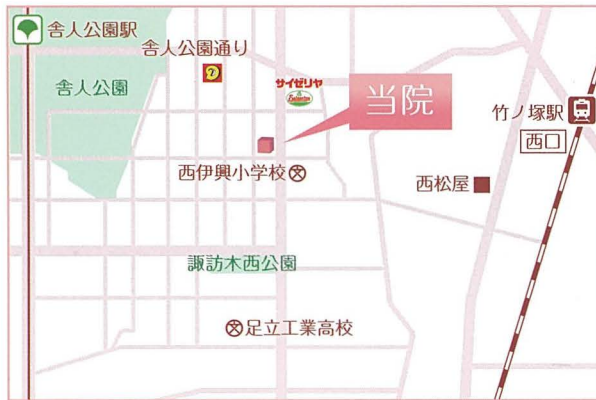 舎人公園駅
舎人公園通り
舎人公園
サイゼリヤ
当院
竹ノ塚駅
西口
西伊興小学校
西松屋
諏訪木西公園
足立工業高校